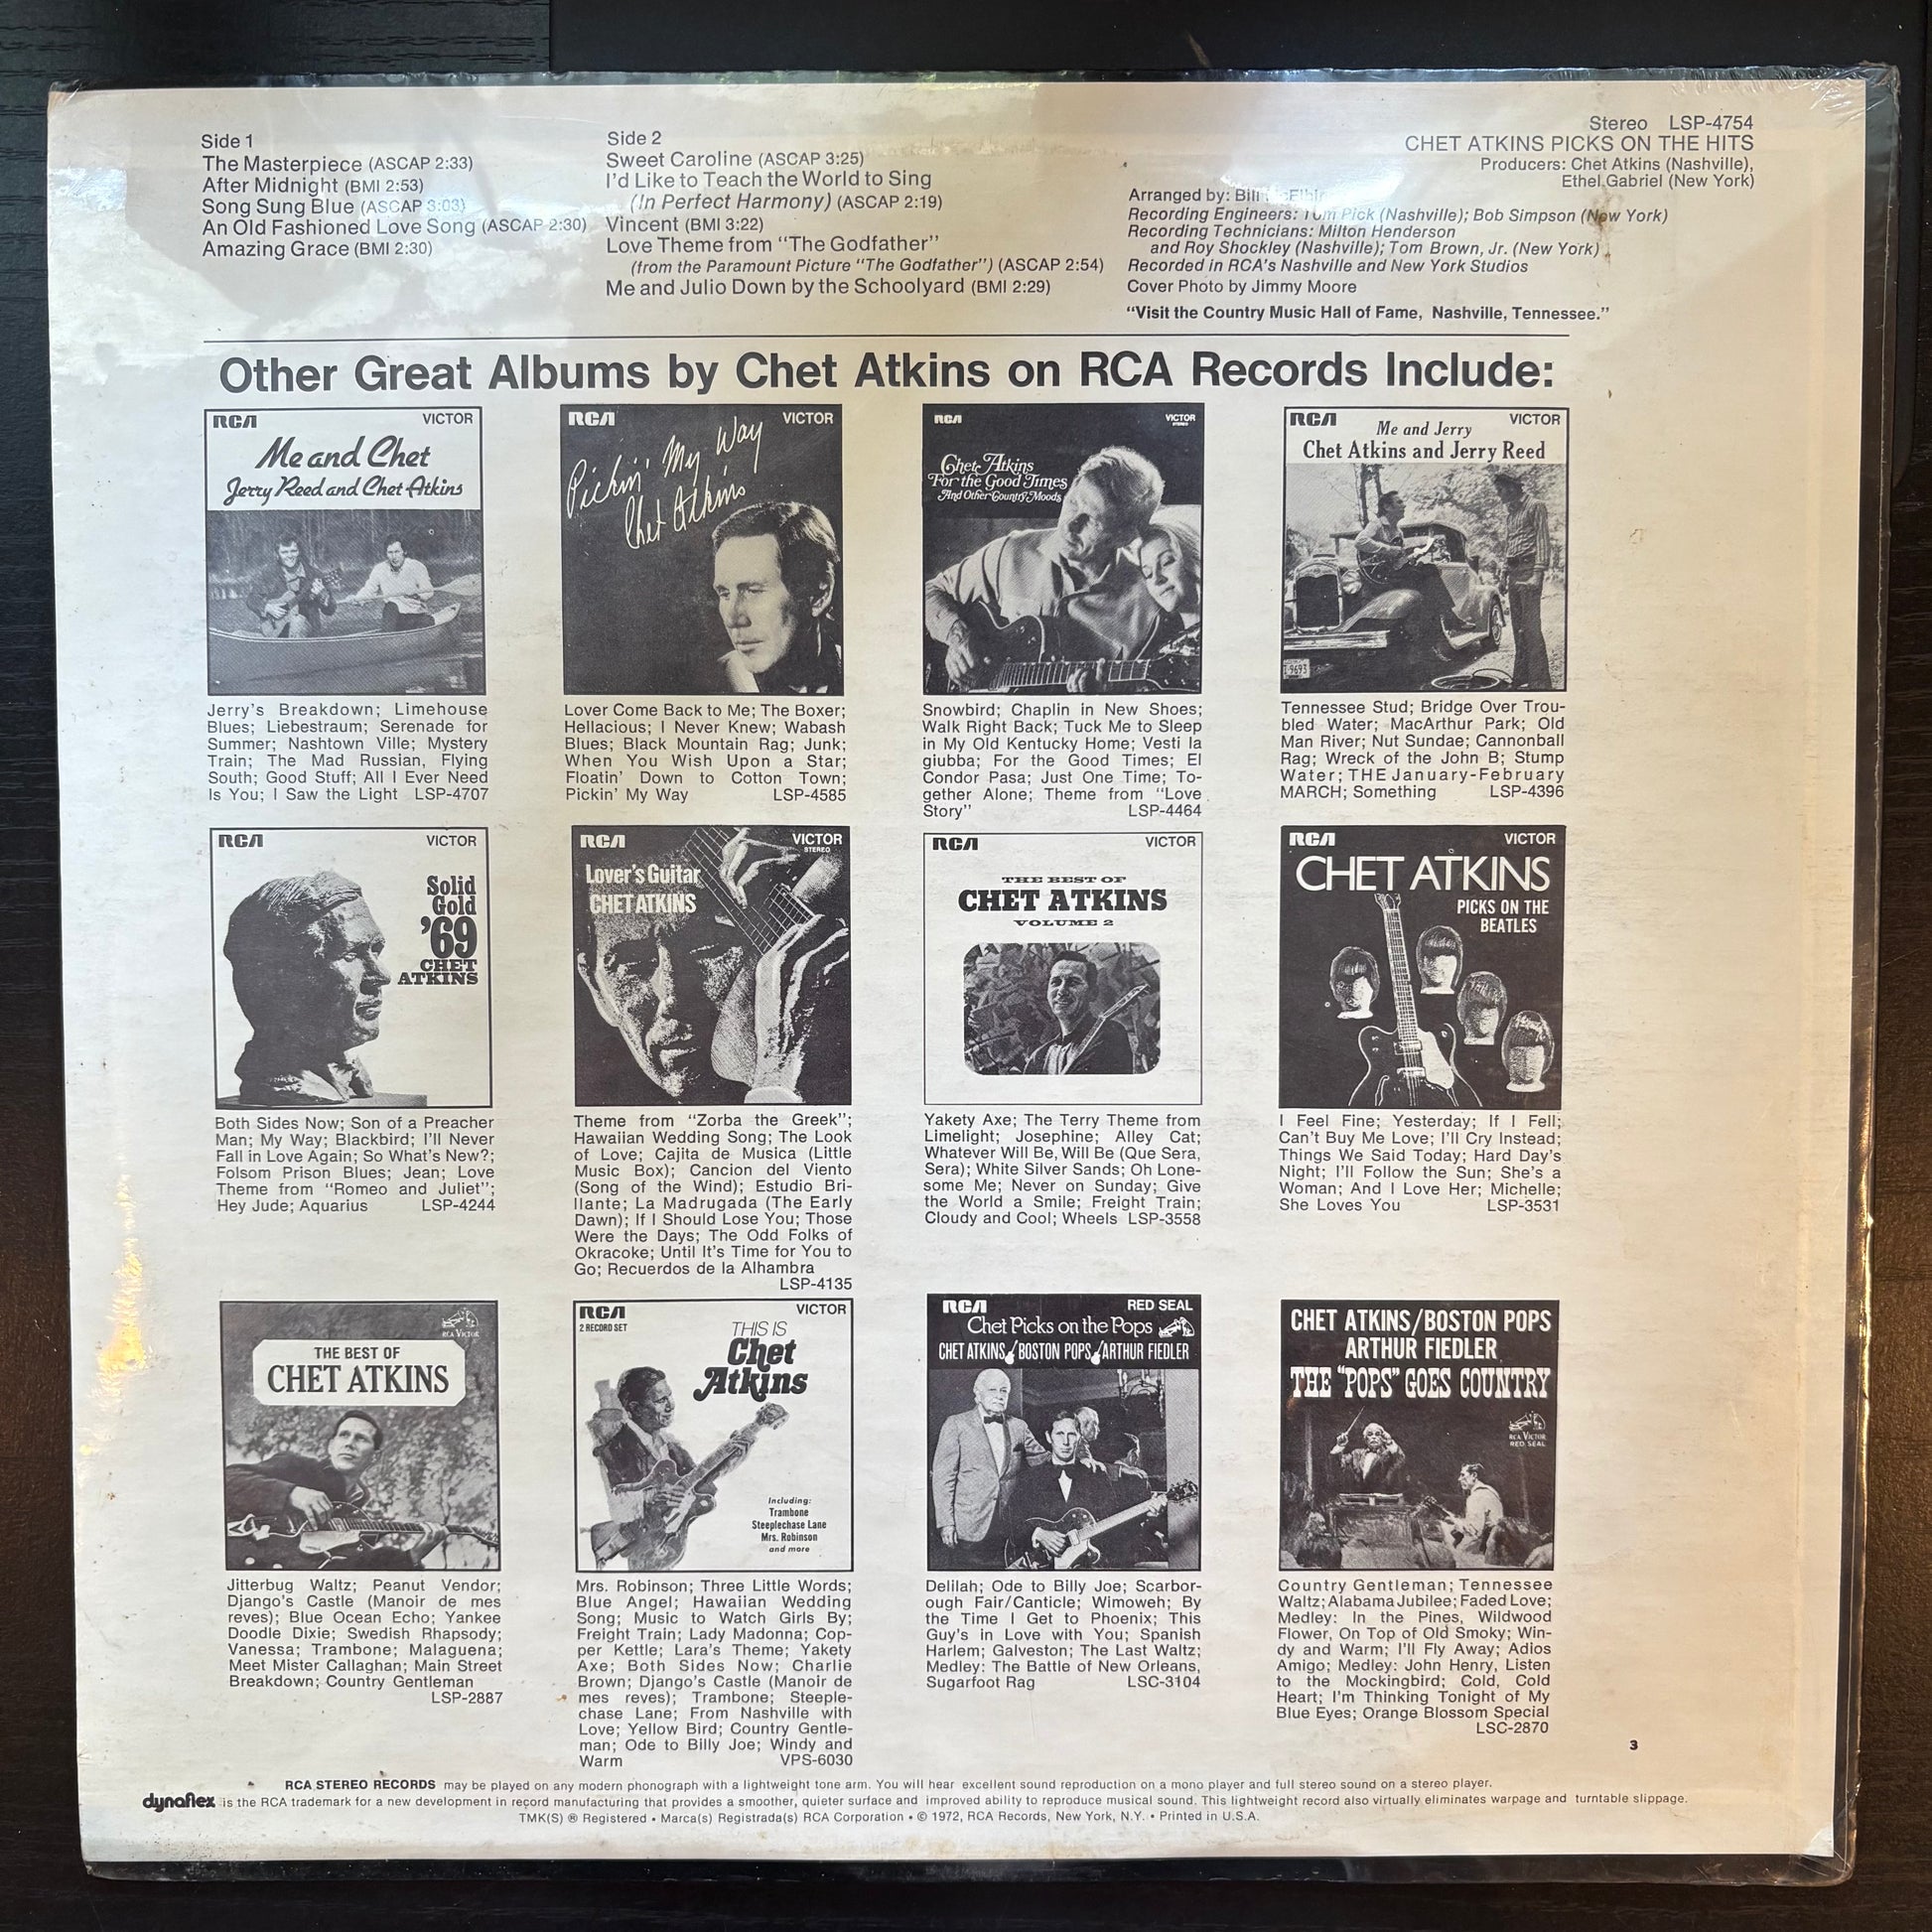 Side 1
The Masterpiece (ASCAP 2:33)
After Midnight (BMI 2:53)
Song Sung Blue (ASCAP 3:03)
An Old Fashioned Love Song (ASCAP 2:30)
Amazing Grace (BMI 2:30)
Side 2
Sweet Caroline (ASCAP 3:25)
I'd Like to Teach the World to Sing
(In Perfect Harmony) (ASCAP 2:19)
Vincent (BMI 3:22)
Love Theme from "The Godfather"
(from the Paramount Picture "The Godfather") (ASCAP 2:54)
Me and Julio Down by the Schoolyard (BMI 2:29)
Stereo LSP-4754
CHET ATKINS PICKS ON THE HITS
Producers: Chet Atkins (Nashville),
Ethel Gabriel (New York)
Arranged by: Bill
Recording Engineers: Tom Pick (Nashville); Bob Simpson (New York)
Recording Technicians: Milton Henderson
and Roy Shockley (Nashville); Tom Brown, Jr. (New York)
Recorded in RCA's Nashville and New York Studios
Cover Photo by Jimmy Moore
"Visit the Country Music Hall of Fame, Nashville, Tennessee."
Other Great Albums by Chet Atkins on RCA Records Include:
RCA VICTOR
Me and Chet
Jerry Reed and Chet Atkins
Jerry's Breakdown; Limehouse
Blues; Liebestraum; Serenade for
Summer; Nashtown Ville; Mystery
Train; The Mad Russian, Flying
South; Good Stuff; All I Ever Need
Is You; I Saw the Light LSP-4707
RCA VICTOR
Pickin' My Way
Chet Atkins
Lover Come Back to Me; The Boxer;
Hellacious; I Never Knew; Wabash
Blues; Black Mountain Rag; Junk;
When You Wish Upon a Star;
Floatin' Down to Cotton Town;
Pickin' My Way LSP-4585
RCA VICTOR
STEREO
Chet Atkins
For the Good Times
And Other Country Moods
Snowbird; Chaplin in New Shoes;
Walk Right Back; Tuck Me to Sleep
in My Old Kentucky Home; Vesti la
giubba; For the Good Times; El
Condor Pasa; Just One Time; To-
gether Alone; Theme from "Love
Story" LSP-4464
RCA VICTOR
Me and Jerry
Chet Atkins and Jerry Reed
9693
Tennessee Stud; Bridge Over Trou-
bled Water; MacArthur Park; Old
Man River; Nut Sundae; Cannonball
Rag; Wreck of the John B; Stump
Water; THE January-February
MARCH; Something LSP-4396
RCA VICTOR
Solid
Gold
'69
CHET
ATKINS
Both Sides Now; Son of a Preacher
Man; My Way; Blackbird; I'll Never
Fall in Love Again; So What's New?;
Folsom Prison Blues; Jean; Love
Theme from "Romeo and Juliet";
Hey Jude; Aquarius LSP-4244
RCA VICTOR
STEREO
Lover's Guitar
CHET ATKINS
Theme from "Zorba the Greek";
Hawaiian Wedding Song; The Look
of Love; Cajita de Musica (Little
Music Box); Cancion del Viento
(Song of the Wind); Estudio Bri-
llante; La Madrugada (The Early
Dawn); If I Should Lose You; Those
Were the Days; The Odd Folks of
Okracoke; Until It's Time for You to
Go; Recuerdos de la Alhambra
LSP-4135
RCA VICTOR
THE BEST OF
CHET ATKINS
VOLUME 2
Yakety Axe; The Terry Theme from
Limelight; Josephine; Alley Cat;
Whatever Will Be, Will Be (Que Sera,
Sera); White Silver Sands; Oh Lone-
some Me; Never on Sunday; Give
the World a Smile; Freight Train;
Cloudy and Cool; Wheels LSP-3558
RCA VICTOR
CHET ATKINS
PICKS ON THE
BEATLES
I Feel Fine; Yesterday; If I Fell;
Can't Buy Me Love; I'll Cry Instead;
Things We Said Today; Hard Day's
Night; I'll Follow the Sun; She's a
Woman; And I Love Her; Michelle;
She Loves You LSP-3531
RCA VICTOR
THE BEST OF
CHET ATKINS
Jitterbug Waltz; Peanut Vendor;
Django's Castle (Manoir de mes
reves); Blue Ocean Echo; Yankee
Doodle Dixie; Swedish Rhapsody;
Vanessa; Trambone; Malaguena;
Meet Mister Callaghan; Main Street
Breakdown; Country Gentleman
LSP-2887
RCA VICTOR
2 RECORD SET
THIS IS
Chet
Atkins
Including:
Trambone
Steeplechase Lane
Mrs. Robinson
and more
Mrs. Robinson; Three Little Words;
Blue Angel; Hawaiian Wedding
Song; Music to Watch Girls By;
Freight Train; Lady Madonna; Cop-
per Kettle; Lara's Theme; Yakety
Axe; Both Sides Now; Charlie
Brown; Django's Castle (Manoir de
mes reves); Trambone; Steeple-
chase Lane; From Nashville with
Love; Yellow Bird; Country Gentle-
man; Ode to Billy Joe; Windy and
Warm VPS-6030
RCA RED SEAL
Chet Picks on the Pops
CHET ATKINS/BOSTON POPS/ARTHUR FIEDLER
Delilah; Ode to Billy Joe; Scarbor-
ough Fair/Canticle; Wimoweh; By
the Time I Get to Phoenix; This
Guy's in Love with You; Spanish
Harlem; Galveston; The Last Waltz;
Medley: The Battle of New Orleans,
Sugarfoot Rag LSC-3104
CHET ATKINS/BOSTON POPS
ARTHUR FIEDLER
THE "POPS" GOES COUNTRY
RCA VICTOR
RED SEAL
Country Gentleman; Tennessee
Waltz; Alabama Jubilee; Faded Love;
Medley: In the Pines, Wildwood
Flower, On Top of Old Smoky; Win-
dy and Warm; I'll Fly Away; Adios
Amigo; Medley: John Henry, Listen
to the Mockingbird; Cold, Cold
Heart; I'm Thinking Tonight of My
Blue Eyes; Orange Blossom Special
LSC-2870
3
RCA STEREO RECORDS may be played on any modern phonograph with a lightweight tone arm. You will hear excellent sound reproduction on a mono player and full stereo sound on a stereo player.
dynaflex is the RCA trademark for a new development in record manufacturing that provides a smoother, quieter surface and improved ability to reproduce musical sound. This lightweight record also virtually eliminates warpage and turntable slippage.
TMK(S) ® Registered • Marca(s) Registrada(s) RCA Corporation • © 1972, RCA Records, New York, N.Y. • Printed in U.S.A.